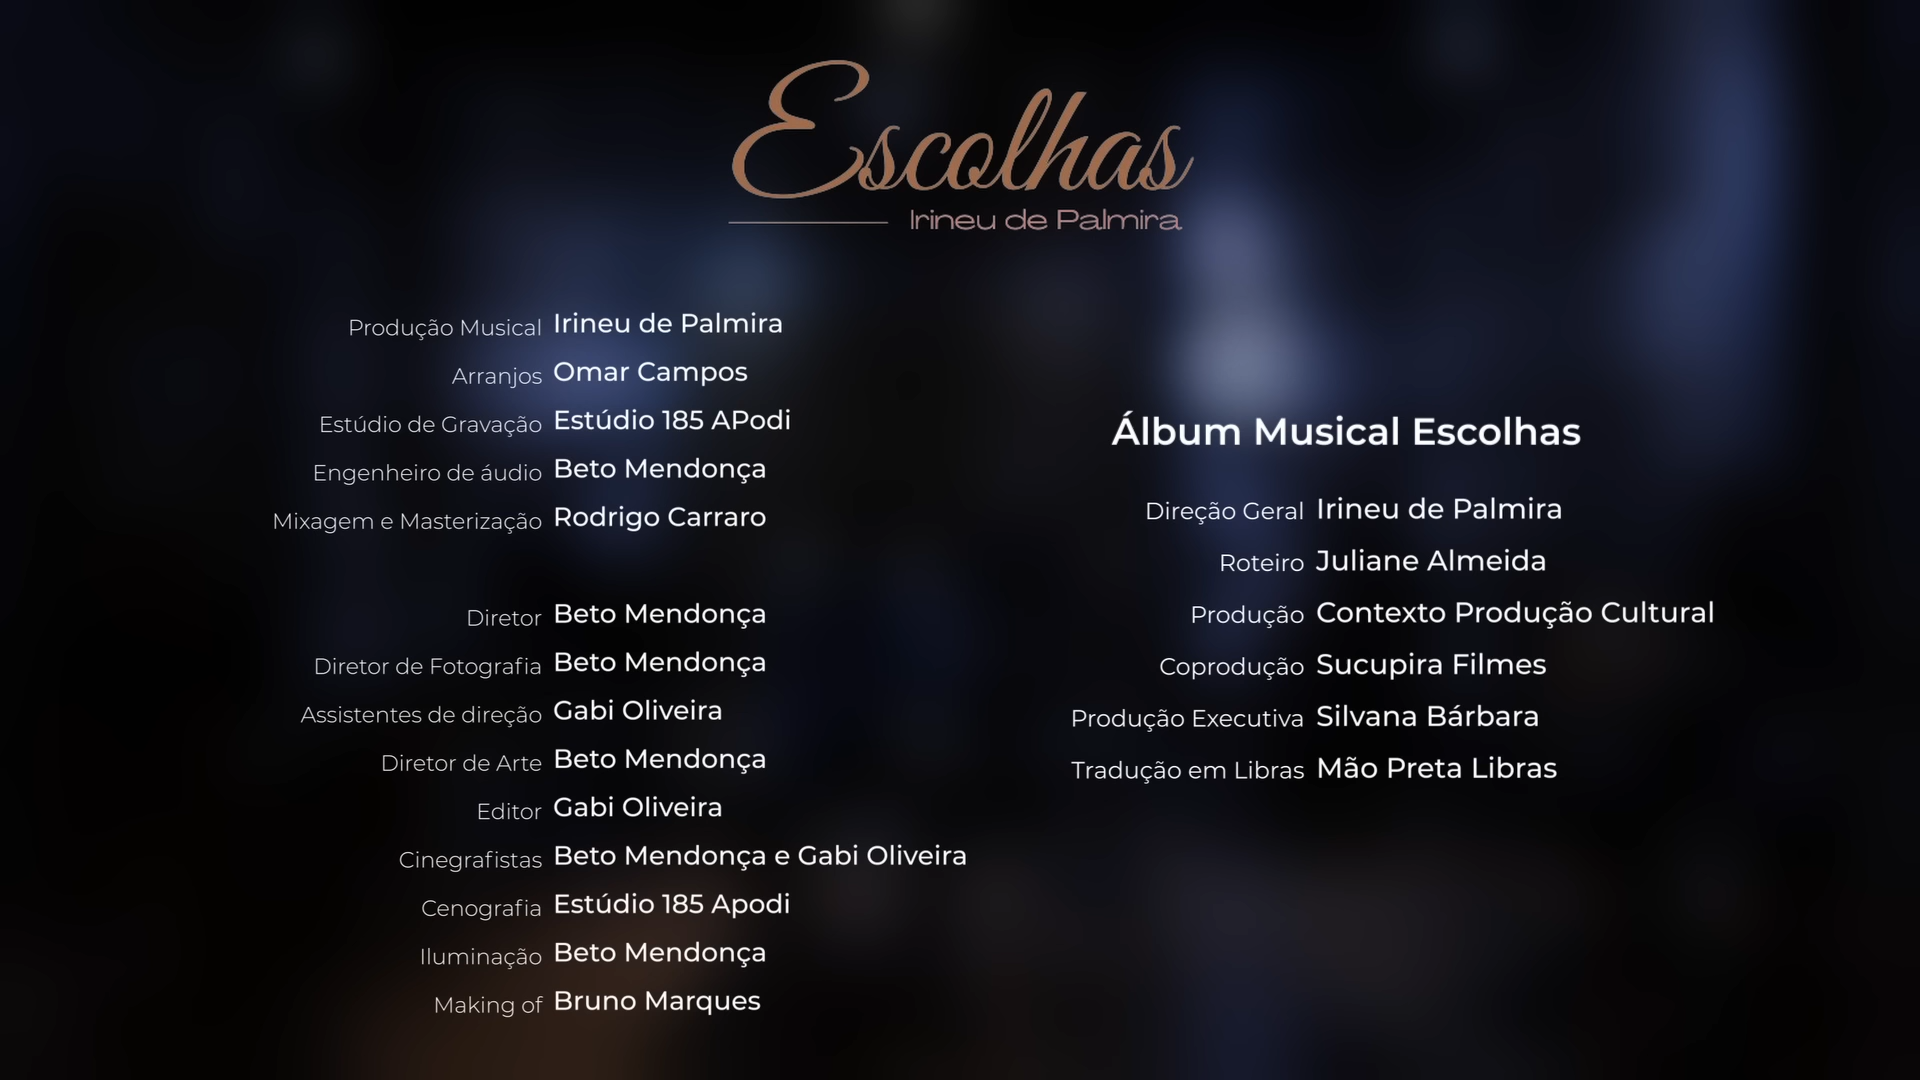 Escolhas
Irineu de Palmira
Produção Musical Irineu de Palmira
Arranjos Omar Campos
Estúdio de Gravação Estúdio 185 APodi
Engenheiro de áudio Beto Mendonça
Mixagem e Masterização Rodrigo Carraro
Diretor Beto Mendonça
Diretor de Fotografia Beto Mendonça
Assistentes de direção Gabi Oliveira
Diretor de Arte Beto Mendonça
Editor Gabi Oliveira
Cinegrafistas Beto Mendonça e Gabi Oliveira
Cenografia Estúdio 185 Apodi
Iluminação Beto Mendonça
Making of Bruno Marques
Álbum Musical Escolhas
Direção Geral Irineu de Palmira
Roteiro Juliane Almeida
Produção Contexto Produção Cultural
Coprodução Sucupira Filmes
Produção Executiva Silvana Bárbara
Tradução em Libras Mão Preta Libras